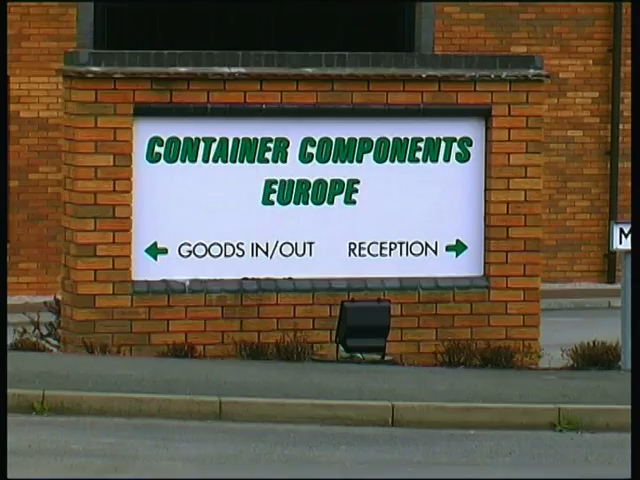 CONTAINER COMPONENTS
EUROPE
← GOODS IN/OUT RECEPTION →
M